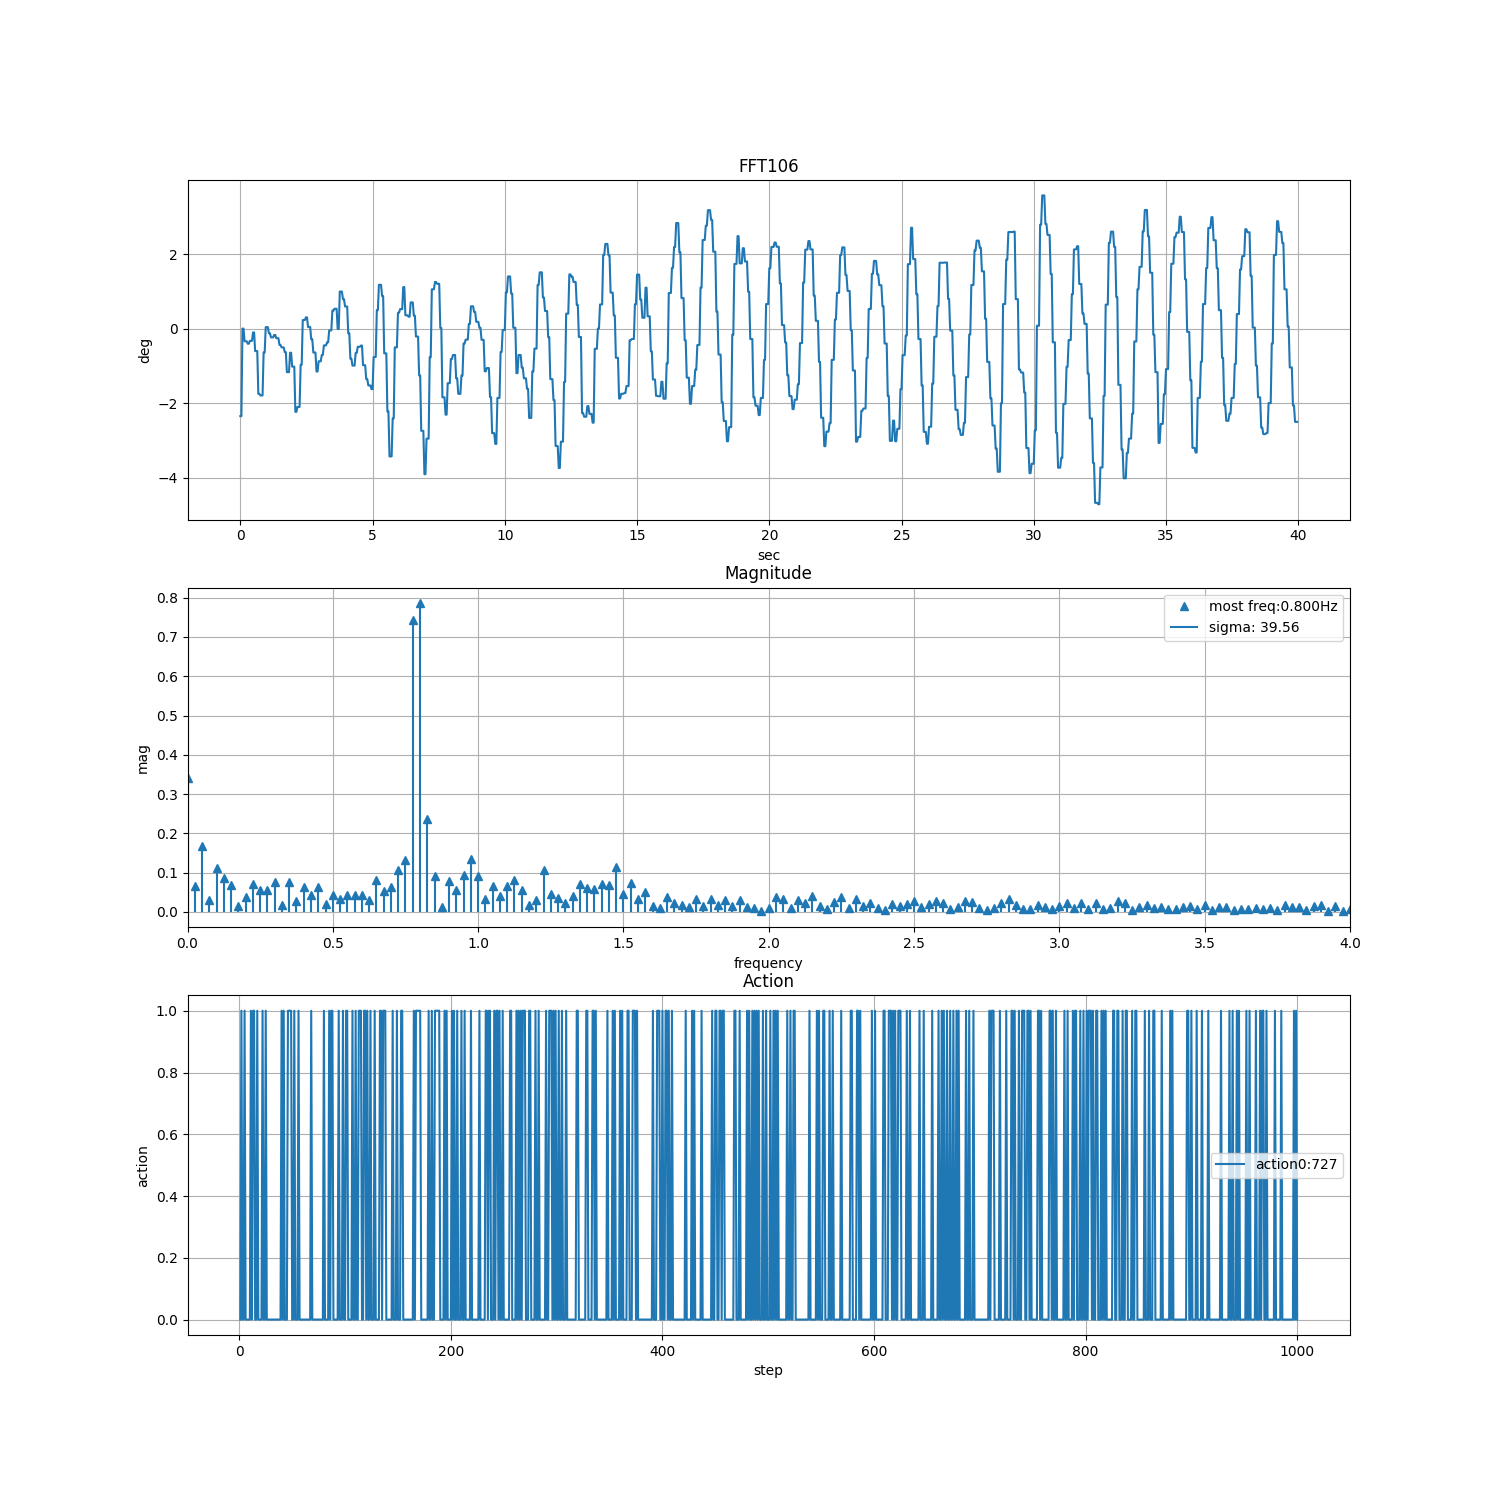 FFT106
2
0
−2
−4
deg
0 5 10 15 20 25 30 35 40
sec
Magnitude
0.8
0.7
0.6
0.5
0.4
0.3
0.2
0.1
0.0
mag
most freq:0.800Hz
sigma: 39.56
0.0 0.5 1.0 1.5 2.0 2.5 3.0 3.5 4.0
frequency
Action
1.0
0.8
0.6
0.4
0.2
0.0
action
action0:727
0 200 400 600 800 1000
step